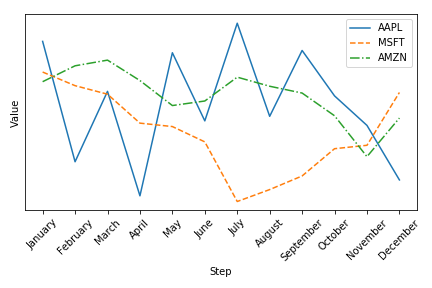 AAPL
MSFT
AMZN
Value
January
February
March
April
May
June
July
August
September
October
November
December
Step